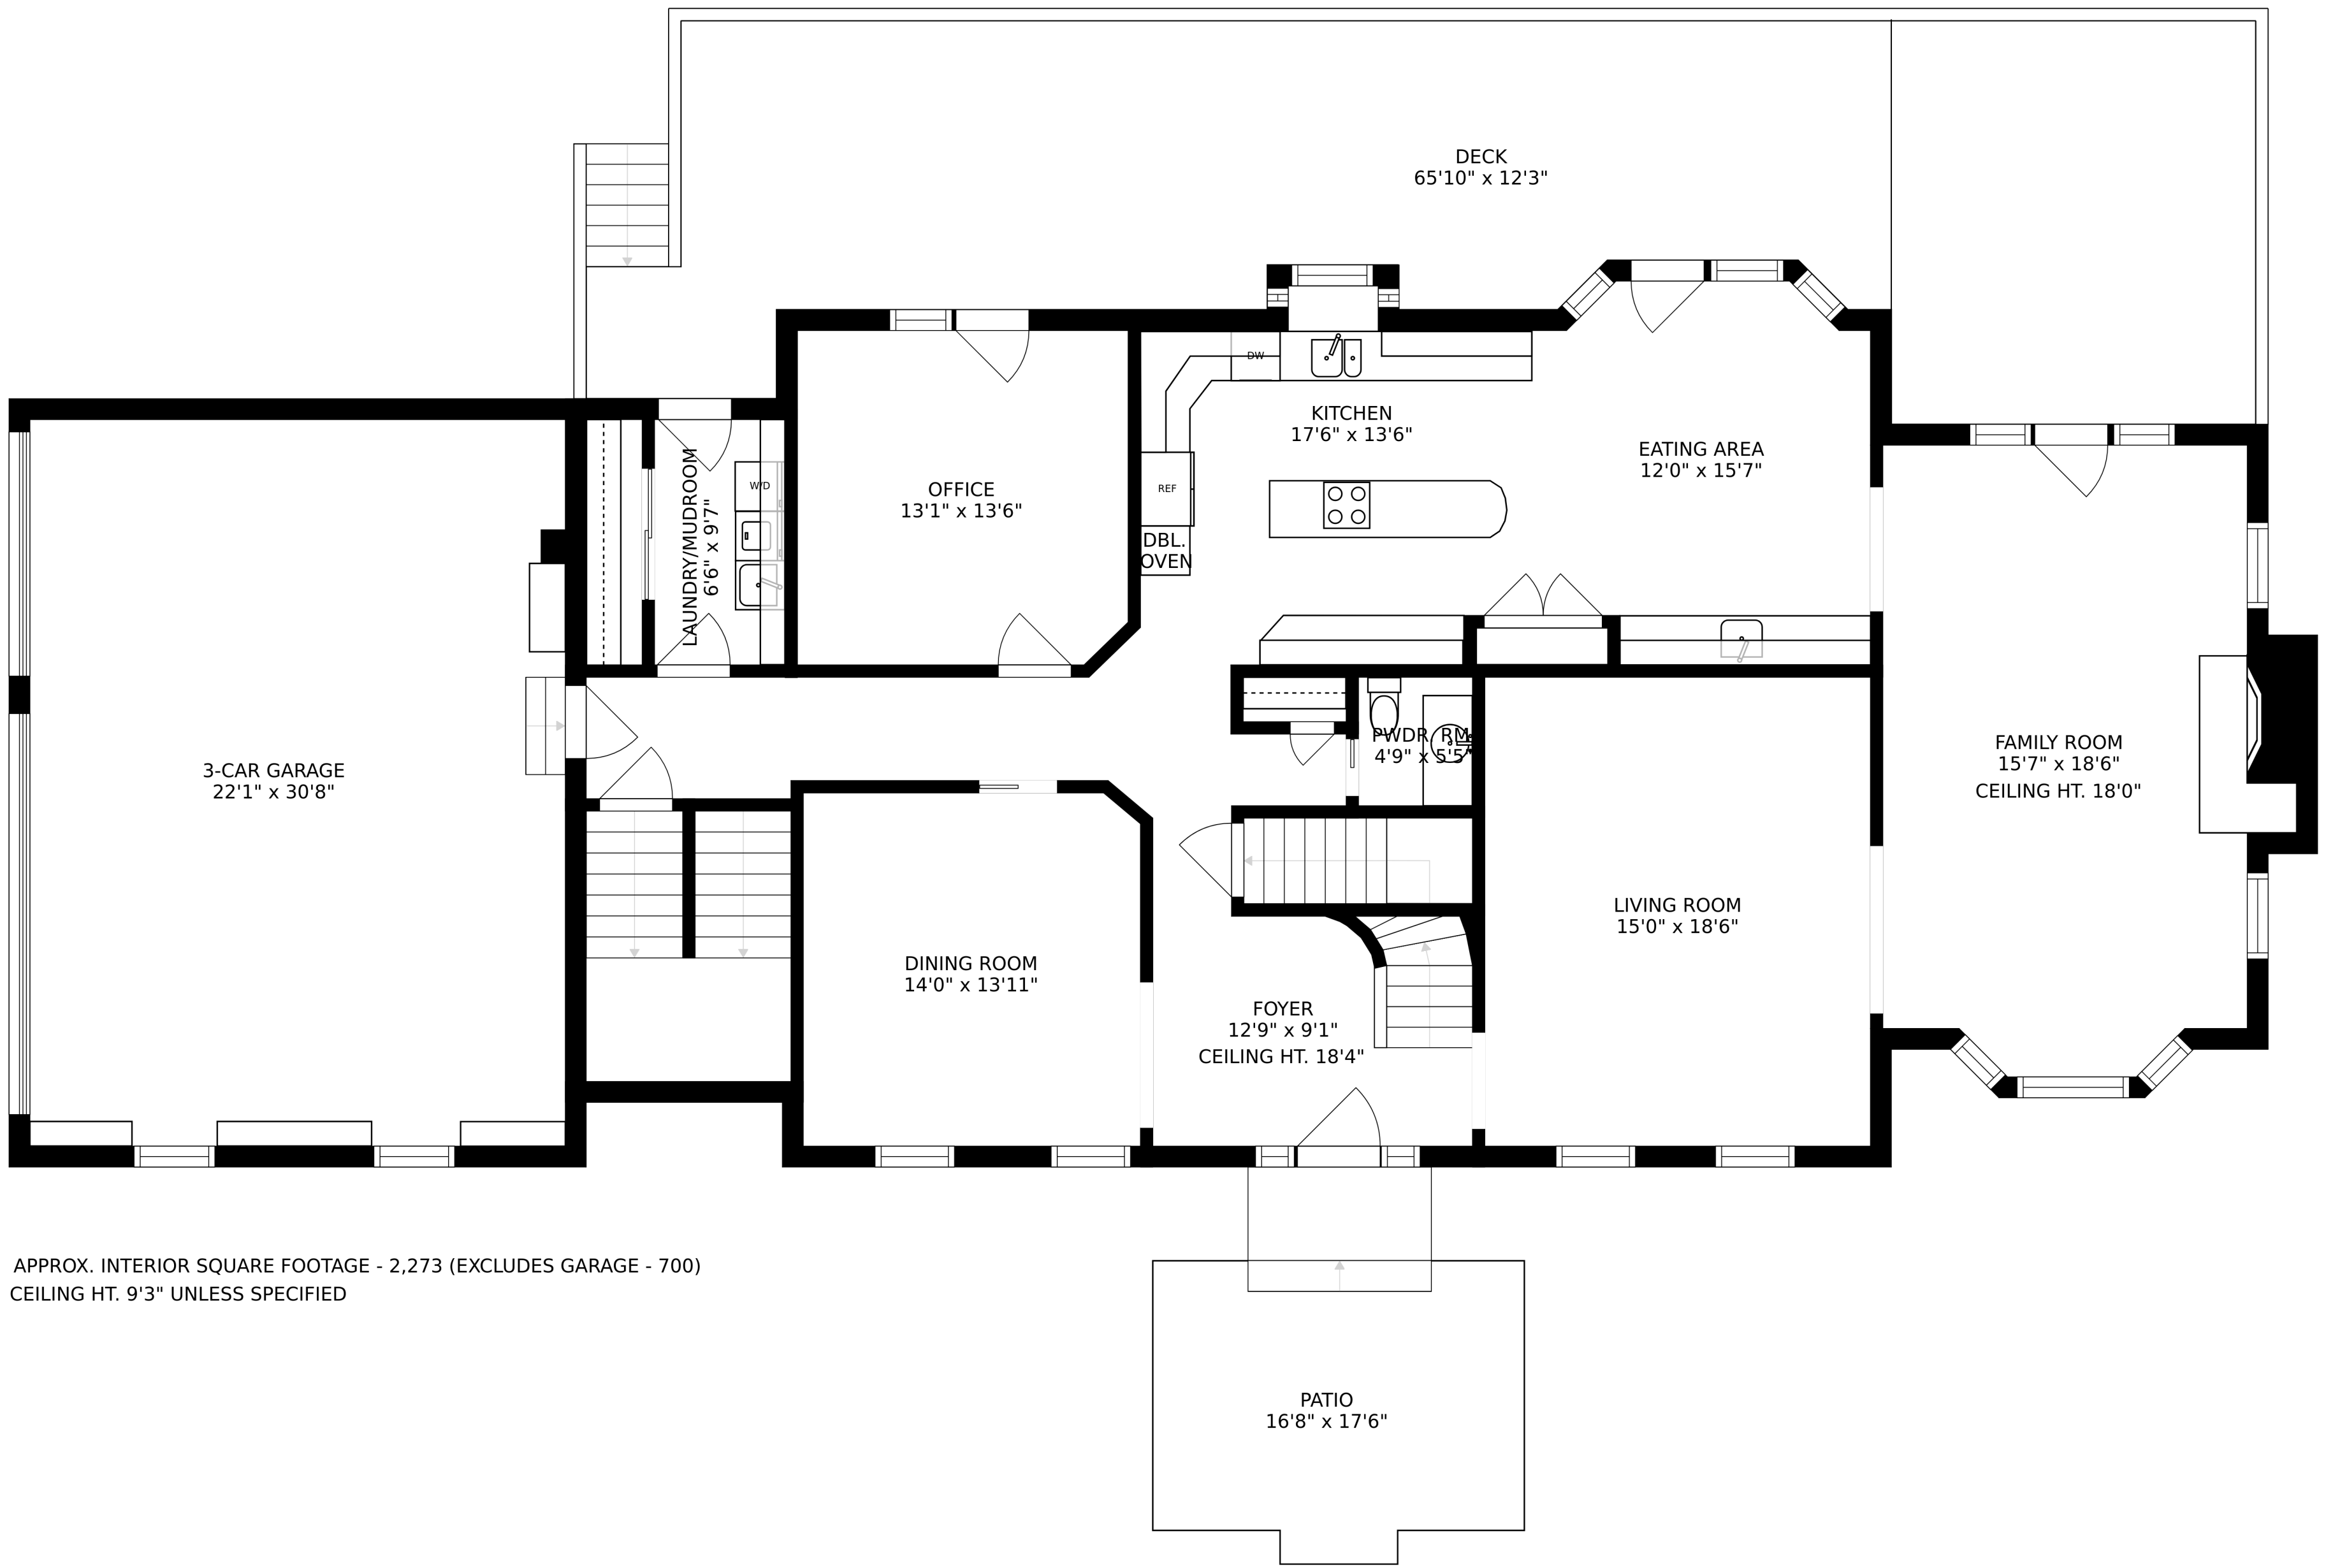 DECK
65'10" x 12'3"
DW
KITCHEN
17'6" x 13'6"
EATING AREA
12'0" x 15'7"
OFFICE
13'1" x 13'6"
W/D
LAUNDRY/MUDROOM
6'6" x 9'7"
REF
DBL.
OVEN
PWDR. RM.
4'9" x 5'5"
FAMILY ROOM
15'7" x 18'6"
CEILING HT. 18'0"
3-CAR GARAGE
22'1" x 30'8"
LIVING ROOM
15'0" x 18'6"
DINING ROOM
14'0" x 13'11"
FOYER
12'9" x 9'1"
CEILING HT. 18'4"
APPROX. INTERIOR SQUARE FOOTAGE - 2,273 (EXCLUDES GARAGE - 700)
CEILING HT. 9'3" UNLESS SPECIFIED
PATIO
16'8" x 17'6"